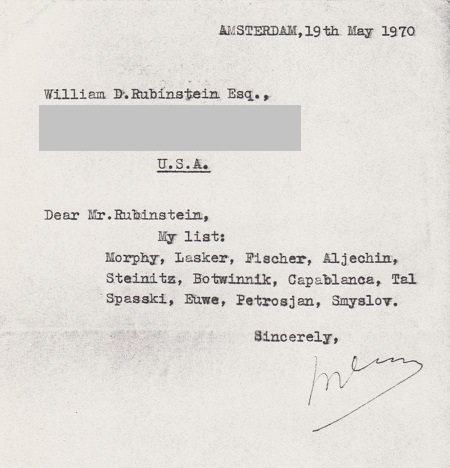 AMSTERDAM,19th May 1970
William D.Rubinstein Esq.,
U.S.A.
Dear Mr.Rubinstein,
My list:
Morphy, Lasker, Fischer, Aljechin,
Steinitz, Botwinnik, Capablanca, Tal
Spasski, Euwe, Petrosjan, Smyslov.
Sincerely,